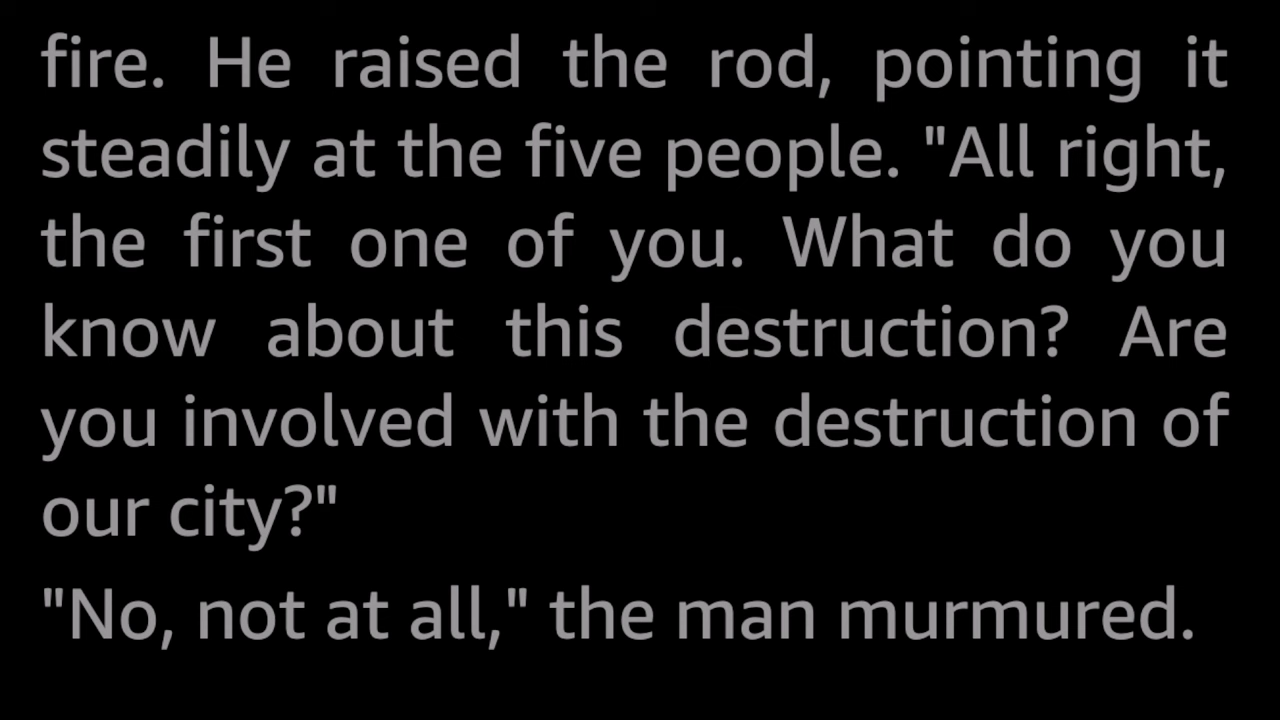 fire. He raised the rod, pointing it
steadily at the five people. "All right,
the first one of you. What do you
know about this destruction? Are
you involved with the destruction of
our city?"
"No, not at all," the man murmured.